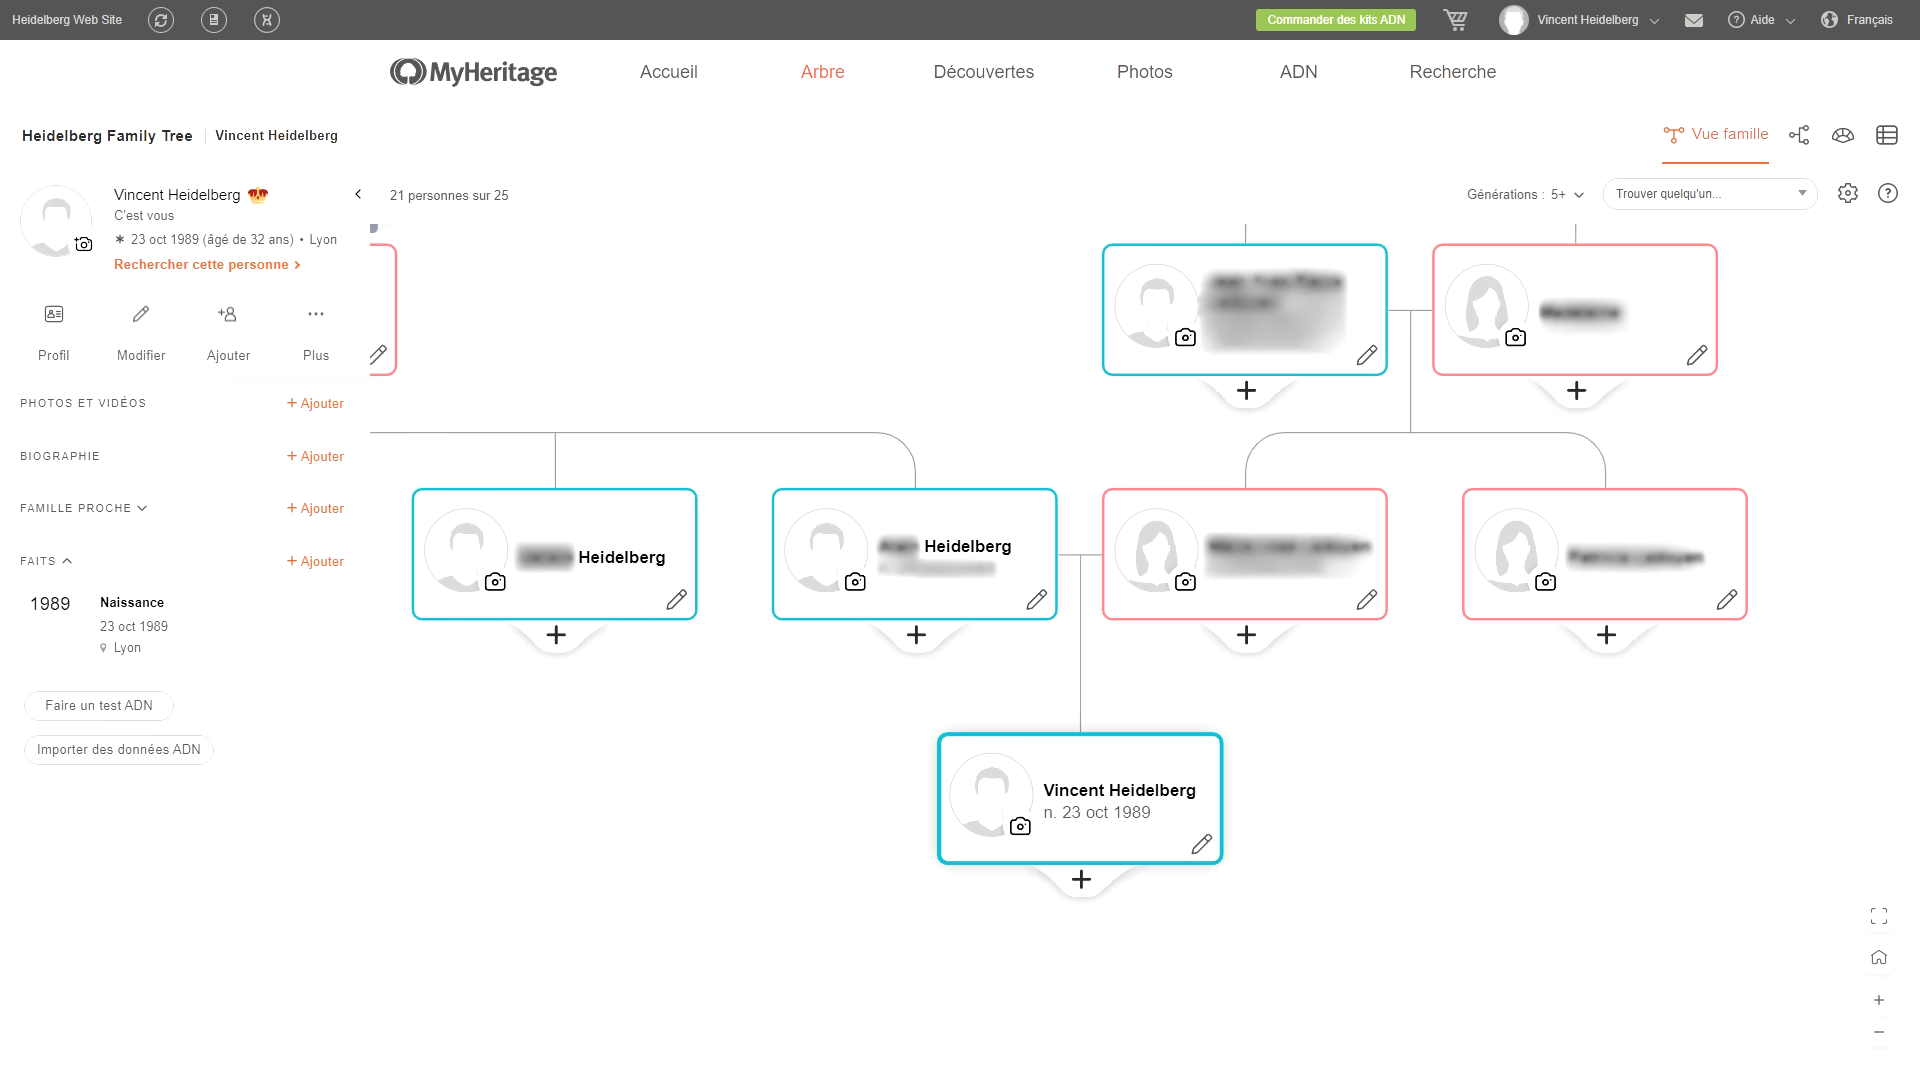 Heidelberg Web Site
Commander des kits ADN
Vincent Heidelberg
Aide
Français
MyHeritage
Accueil
Arbre
Découvertes
Photos
ADN
Recherche
Heidelberg Family Tree
Vincent Heidelberg
Vue famille
Vincent Heidelberg
C'est vous
23 oct 1989 (âgé de 32 ans) • Lyon
Rechercher cette personne
21 personnes sur 25
Générations : 5+
Trouver quelqu'un...
Profil
Modifier
Ajouter
Plus
PHOTOS ET VIDÉOS
+ Ajouter
BIOGRAPHIE
+ Ajouter
FAMILLE PROCHE
+ Ajouter
FAITS
+ Ajouter
1989
Naissance
23 oct 1989
Lyon
Faire un test ADN
Importer des données ADN
Heidelberg
Heidelberg
Vincent Heidelberg
n. 23 oct 1989